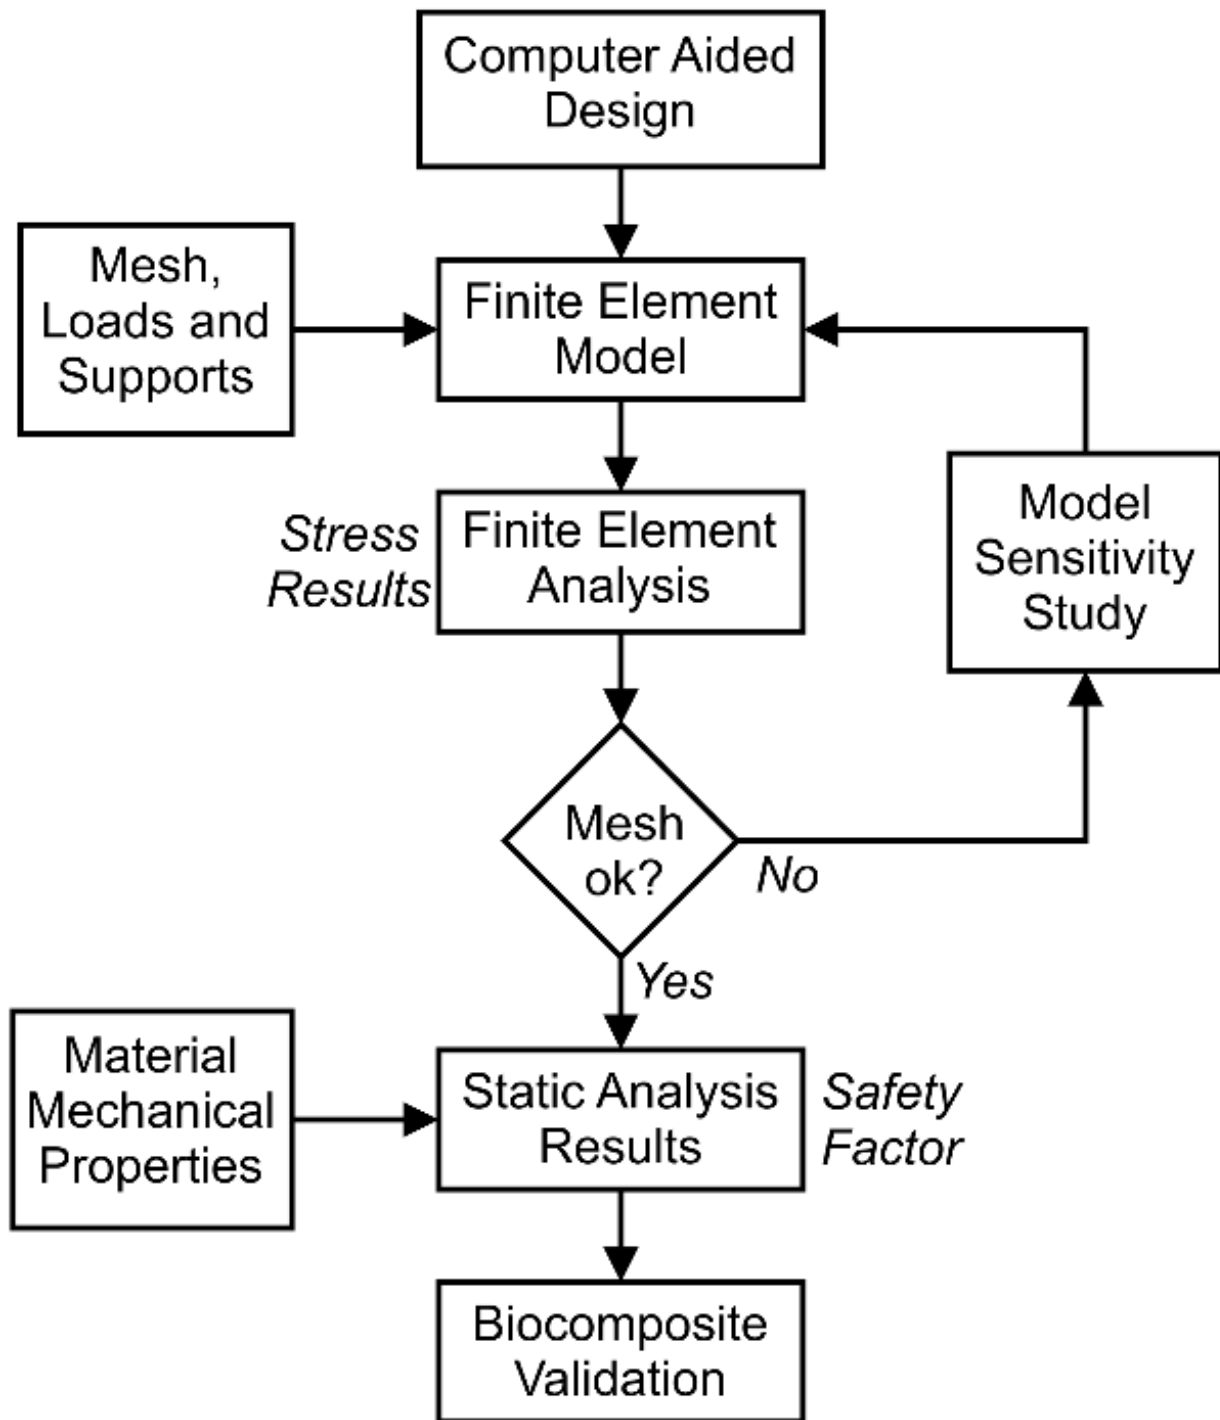 Computer Aided
Design
Mesh,
Loads and
Supports
Finite Element
Model
Stress
Results
Finite Element
Analysis
Model
Sensitivity
Study
Mesh
ok?
No
Yes
Material
Mechanical
Properties
Static Analysis
Results
Safety
Factor
Biocomposite
Validation